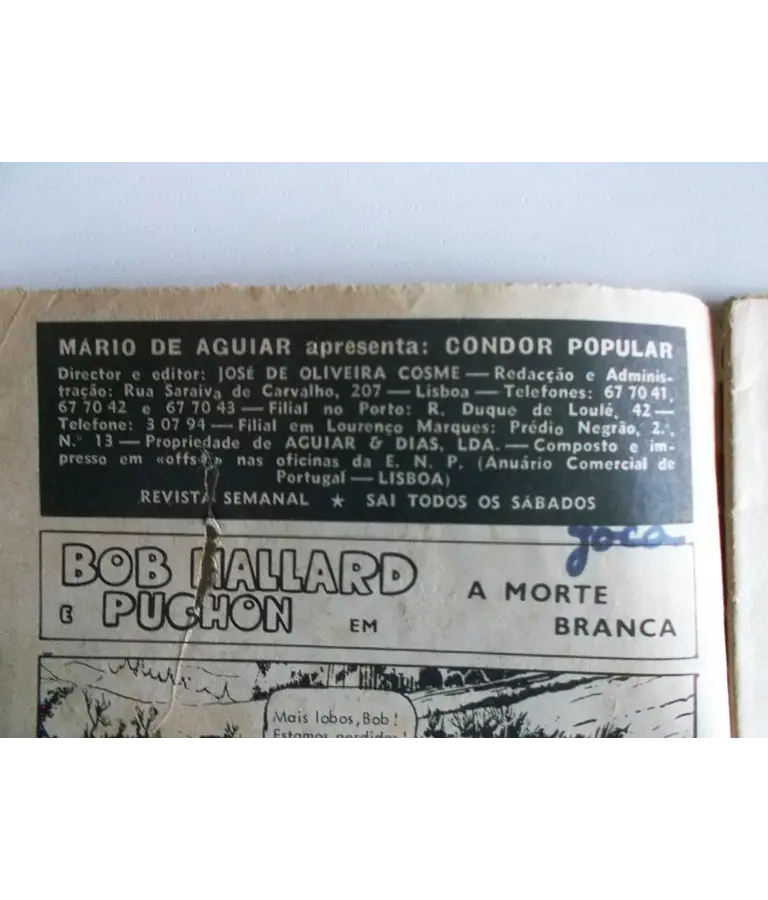 MÁRIO DE AGUIAR apresenta: CONDOR POPULAR
Director e editor: JOSÉ DE OLIVEIRA COSME — Redacção e Adminis-
tração: Rua Saraiva de Carvalho, 207 — Lisboa — Telefones: 67 70 41,
67 70 42 e 67 70 43 — Filial no Porto: R. Duque de Loulé, 42 —
Telefone: 3 07 94 — Filial em Lourenço Marques: Prédio Negrão, 2.º,
N.º 13 — Propriedade de AGUIAR & DIAS, LDA. — Composto e im-
presso em «offset» nas oficinas da E. N. P. (Anuário Comercial de
Portugal — LISBOA)
REVISTA SEMANAL ★ SAI TODOS OS SÁBADOS
joca
BOB MALLARD
E PUCHON EM
A MORTE
BRANCA
Mais lobos, Bob!
Estamos perdidos!